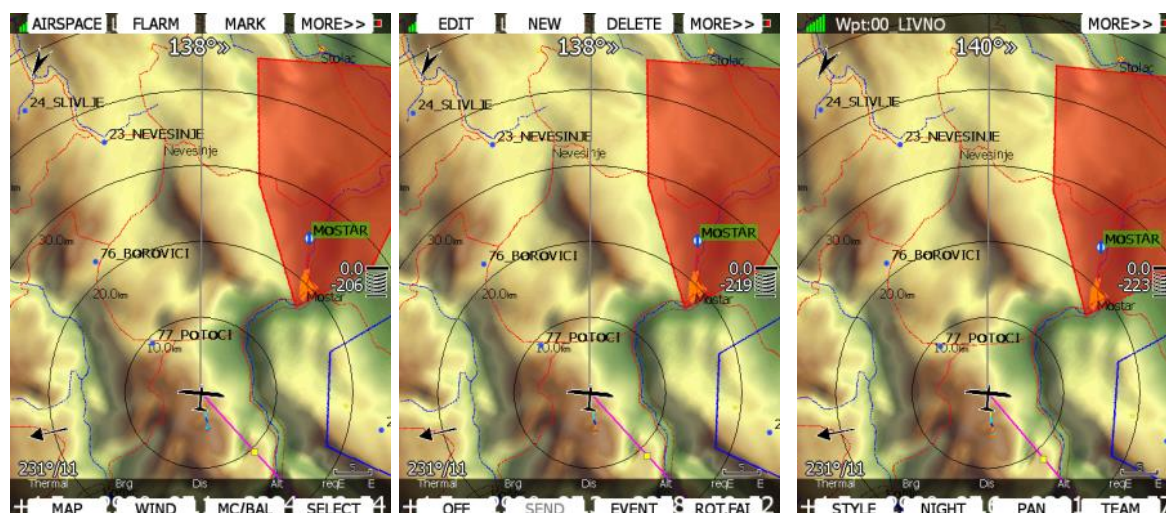 AIRSPACE FLARM MARK MORE>>
138°»
Stolac
24_SLIVLJE
23_NEVESINJE
Nevesinje
MOSTAR
30.0km
76_BOROVICI
0.0
-206
20.0km
Mostar
77_POTOCI
10.0km
231°/11
5
Thermal Brg Dis Alt reqE E
MAP WIND MC/BAL SELECT
EDIT NEW DELETE MORE>>
138°»
Stolac
24_SLIVLJE
23_NEVESINJE
Nevesinje
MOSTAR
30.0km
76_BOROVICI
0.0
-219
20.0km
Mostar
77_POTOCI
10.0km
231°/11
5
Thermal Brg Dis Alt reqE E
OFF SEND EVENT ROT.FAI
Wpt:00_LIVNO MORE>>
140°»
Stolac
24_SLIVLJE
23_NEVESINJE
Nevesinje
MOSTAR
30.0km
76_BOROVICI
0.0
-223
20.0km
Mostar
77_POTOCI
10.0km
231°/11
5
Thermal Brg Dis Alt reqE E
STYLE NIGHT PAN TEAM